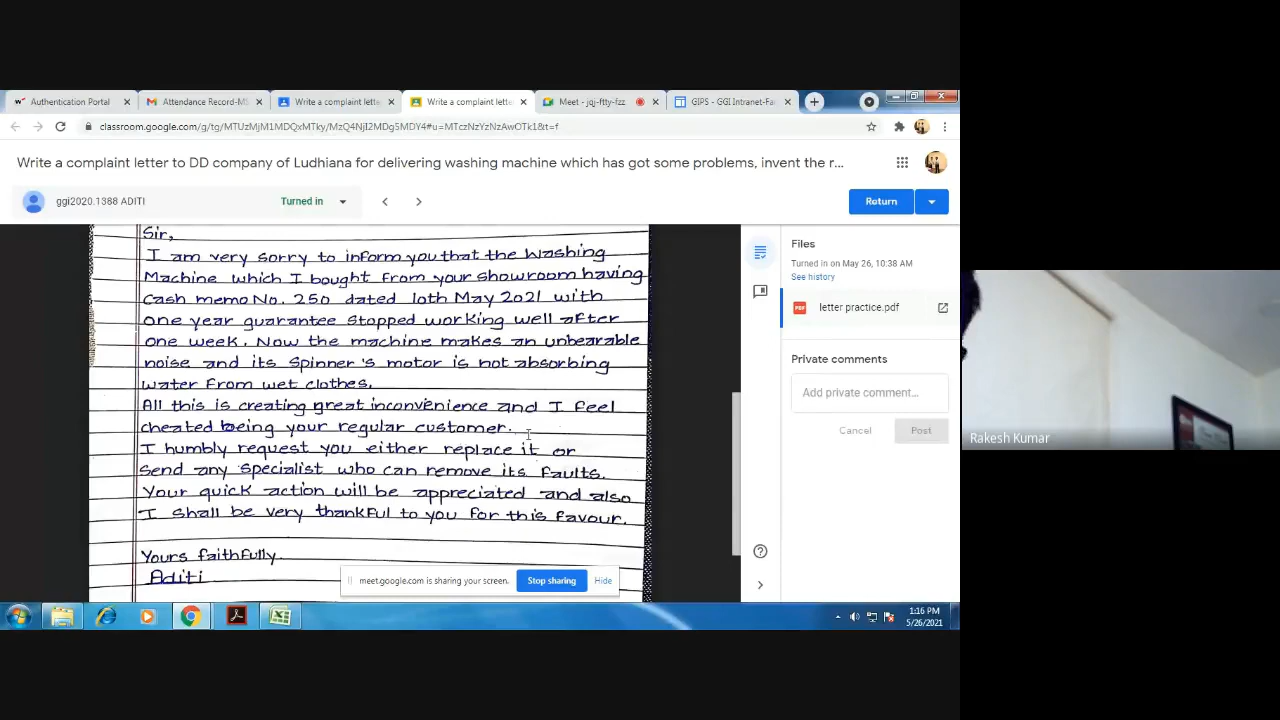 Authentication Portal
Attendance Record-M
Write a complaint lette
Write a complaint lette
Meet - jqj-ftty-fzz
GIPS - GGI Intranet-Fa
classroom.google.com/g/tg/MTUzMjM1MDQxMTky/MzQ4NjI2MDg5MDY4#u=MTczNzYzNzAwOTk1&t=f
Write a complaint letter to DD company of Ludhiana for delivering washing machine which has got some problems, invent the r...
ggi2020.1388 ADITI
Turned in
Return
Sir,
I am very sorry to inform you that the Washing
Machine which I bought from your showroom having
Cash memo No. 250 dated 10th May 2021 with
one year guarantee stopped working well after
one week. Now the machine makes an unbearable
noise and its spinner's motor is not absorbing
water from wet clothes.
All this is creating great inconvenience and I feel
cheated being your regular customer.
I humbly request you either replace it or
send any specialist who can remove its faults.
Your quick action will be appreciated and also
I shall be very thankful to you for this favour.
Yours faithfully
Aditi
Files
Turned in on May 26, 10:38 AM
See history
PDF
letter practice.pdf
Private comments
Add private comment...
Cancel
Post
meet.google.com is sharing your screen.
Stop sharing
Hide
1:16 PM
5/26/2021
Rakesh Kumar